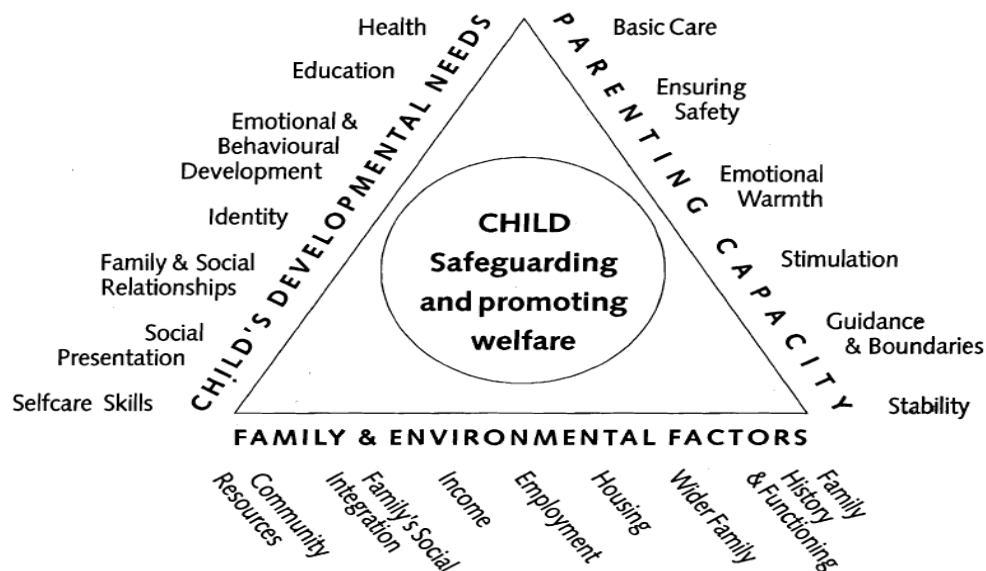 Health
Education
Emotional &
Behavioural
Development
Identity
Family & Social
Relationships
Social
Presentation
Selfcare Skills
CHILD'S DEVELOPMENTAL NEEDS
PARENTING CAPACITY
Basic Care
Ensuring
Safety
Emotional
Warmth
Stimulation
Guidance
& Boundaries
Stability
CHILD
Safeguarding
and promoting
welfare
FAMILY & ENVIRONMENTAL FACTORS
Community
Resources
Family's Social
Integration
Income
Employment
Housing
Wider Family
Family
History
& Functioning